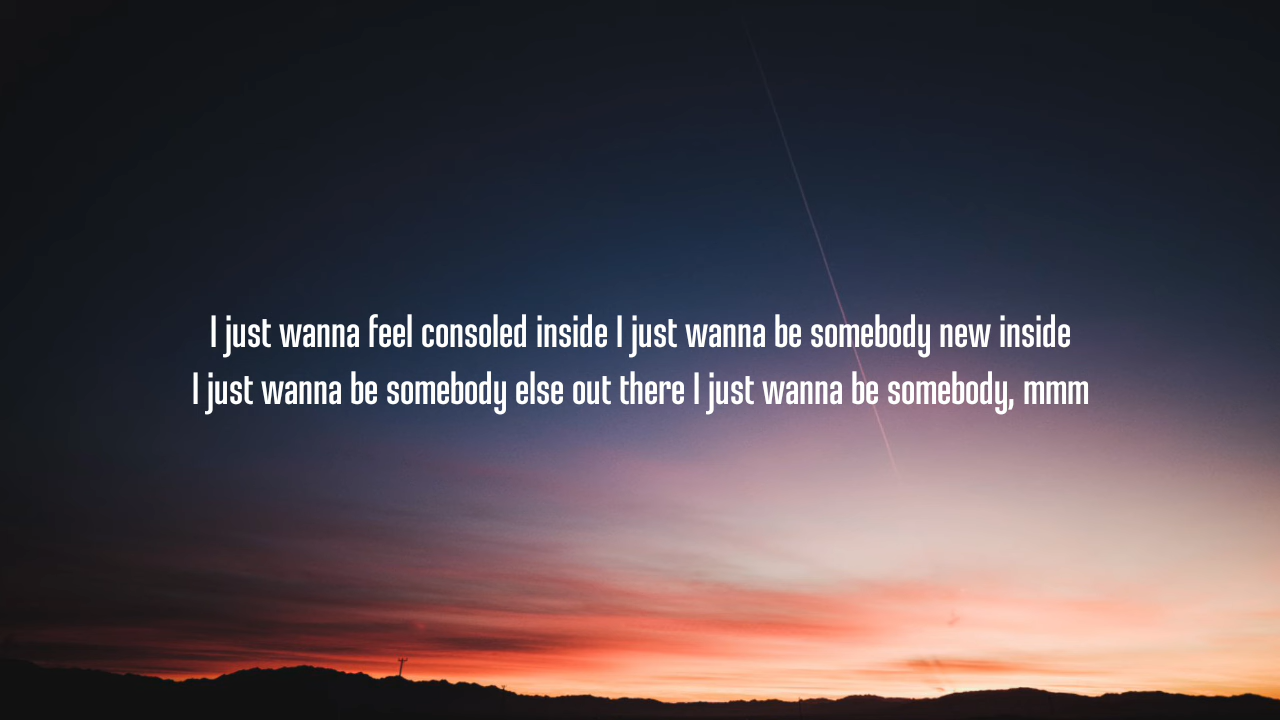 I just wanna feel consoled inside I just wanna be somebody new inside
I just wanna be somebody else out there I just wanna be somebody, mmm